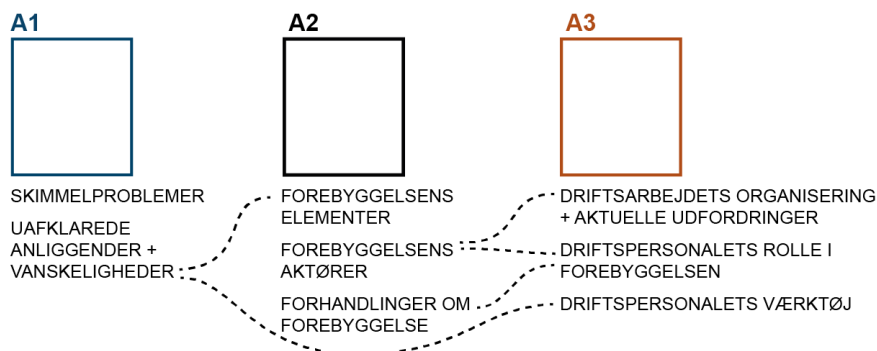 A1
SKIMMELPROBLEMER
UAFKLAREDE
ANLIGGENDER +
VANSKELIGHEDER
A2
FOREBYGGELSENS
ELEMENTER
FOREBYGGELSENS
AKTØRER
FORHANDLINGER OM
FOREBYGGELSE
A3
DRIFTSARBEJDETS ORGANISERING
+ AKTUELLE UDFORDRINGER
DRIFTSPERSONALETS ROLLE I
FOREBYGGELSEN
DRIFTSPERSONALETS VÆRKTØJ